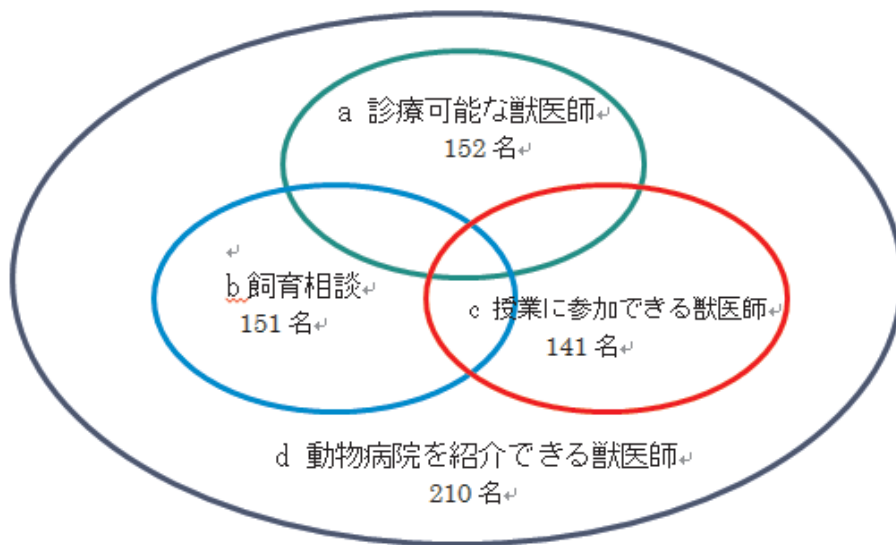 a 診療可能な獣医師↵
152 名↵
↵
b 飼育相談↵
151 名↵
c 授業に参加できる獣医師↵
141 名↵
d 動物病院を紹介できる獣医師↵
210 名↵